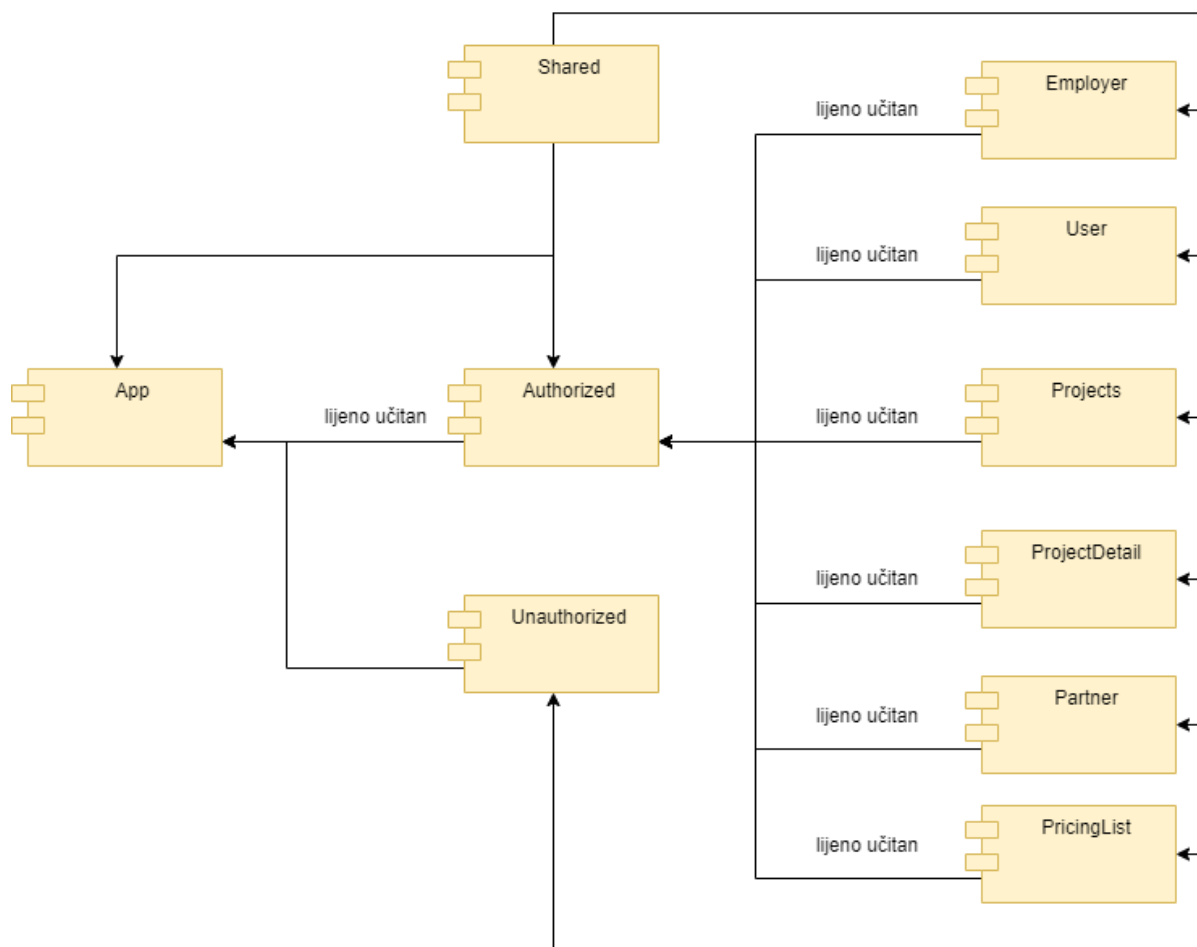 Shared
Employer
lijeno učitan
User
lijeno učitan
App
Authorized
Projects
lijeno učitan
lijeno učitan
ProjectDetail
lijeno učitan
Unauthorized
Partner
lijeno učitan
PricingList
lijeno učitan